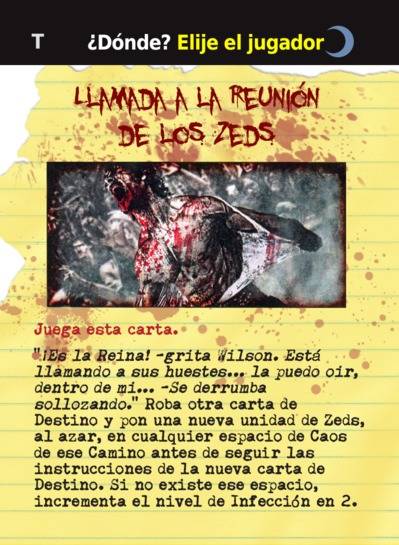 T ¿Dónde? Elije el jugador
LLAMADA A LA REUNIÓN
DE LOS ZEDS
Juega esta carta.
"¡Es la Reina! -grita Wilson. Está
llamando a sus huestes... la puedo oir,
dentro de mi... -Se derrumba
sollozando." Roba otra carta de
Destino y pon una nueva unidad de Zeds,
al azar, en cualquier espacio de Caos
de ese Camino antes de seguir las
instrucciones de la nueva carta de
Destino. Si no existe ese espacio,
incrementa el nivel de Infección en 2.